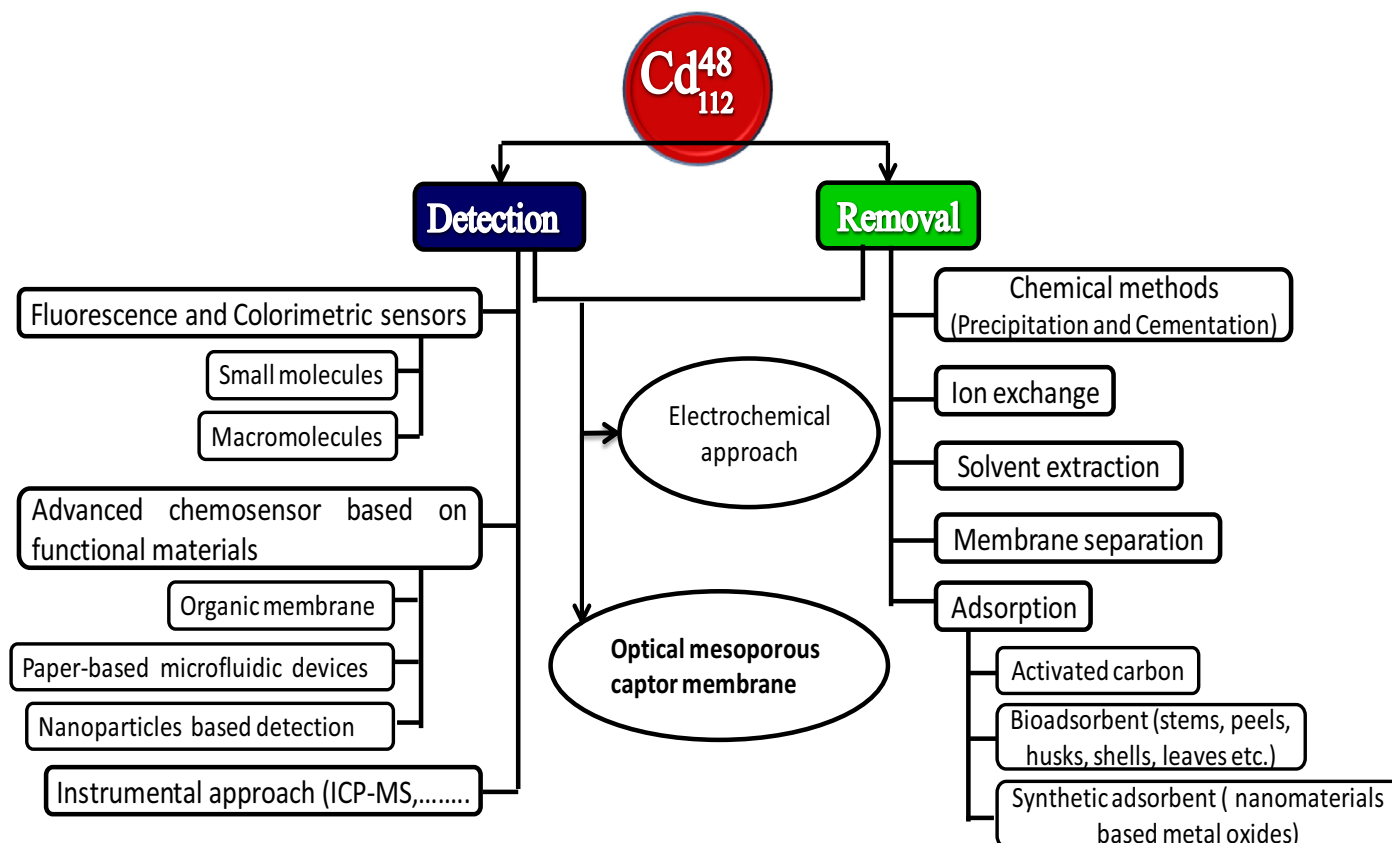 Cd48
112
Detection
Removal
Fluorescence and Colorimetric sensors
Small molecules
Macromolecules
Advanced chemosensor based on
functional materials
Organic membrane
Paper-based microfluidic devices
Nanoparticles based detection
Instrumental approach (ICP-MS,........
Electrochemical
approach
Optical mesoporous
captor membrane
Chemical methods
(Precipitation and Cementation)
Ion exchange
Solvent extraction
Membrane separation
Adsorption
Activated carbon
Bioadsorbent (stems, peels,
husks, shells, leaves etc.)
Synthetic adsorbent ( nanomaterials
based metal oxides)